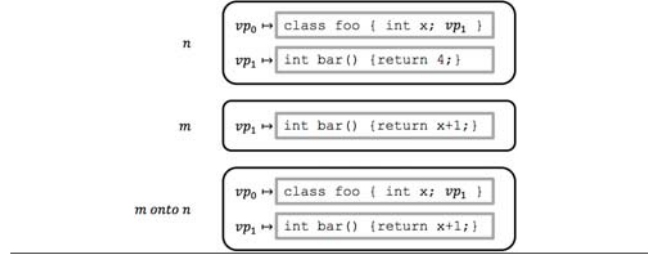 n
vp₀ ↦ class foo { int x; vp₁ }
vp₁ ↦ int bar() {return 4;}
m
vp₁ ↦ int bar() {return x+1;}
m onto n
vp₀ ↦ class foo { int x; vp₁ }
vp₁ ↦ int bar() {return x+1;}